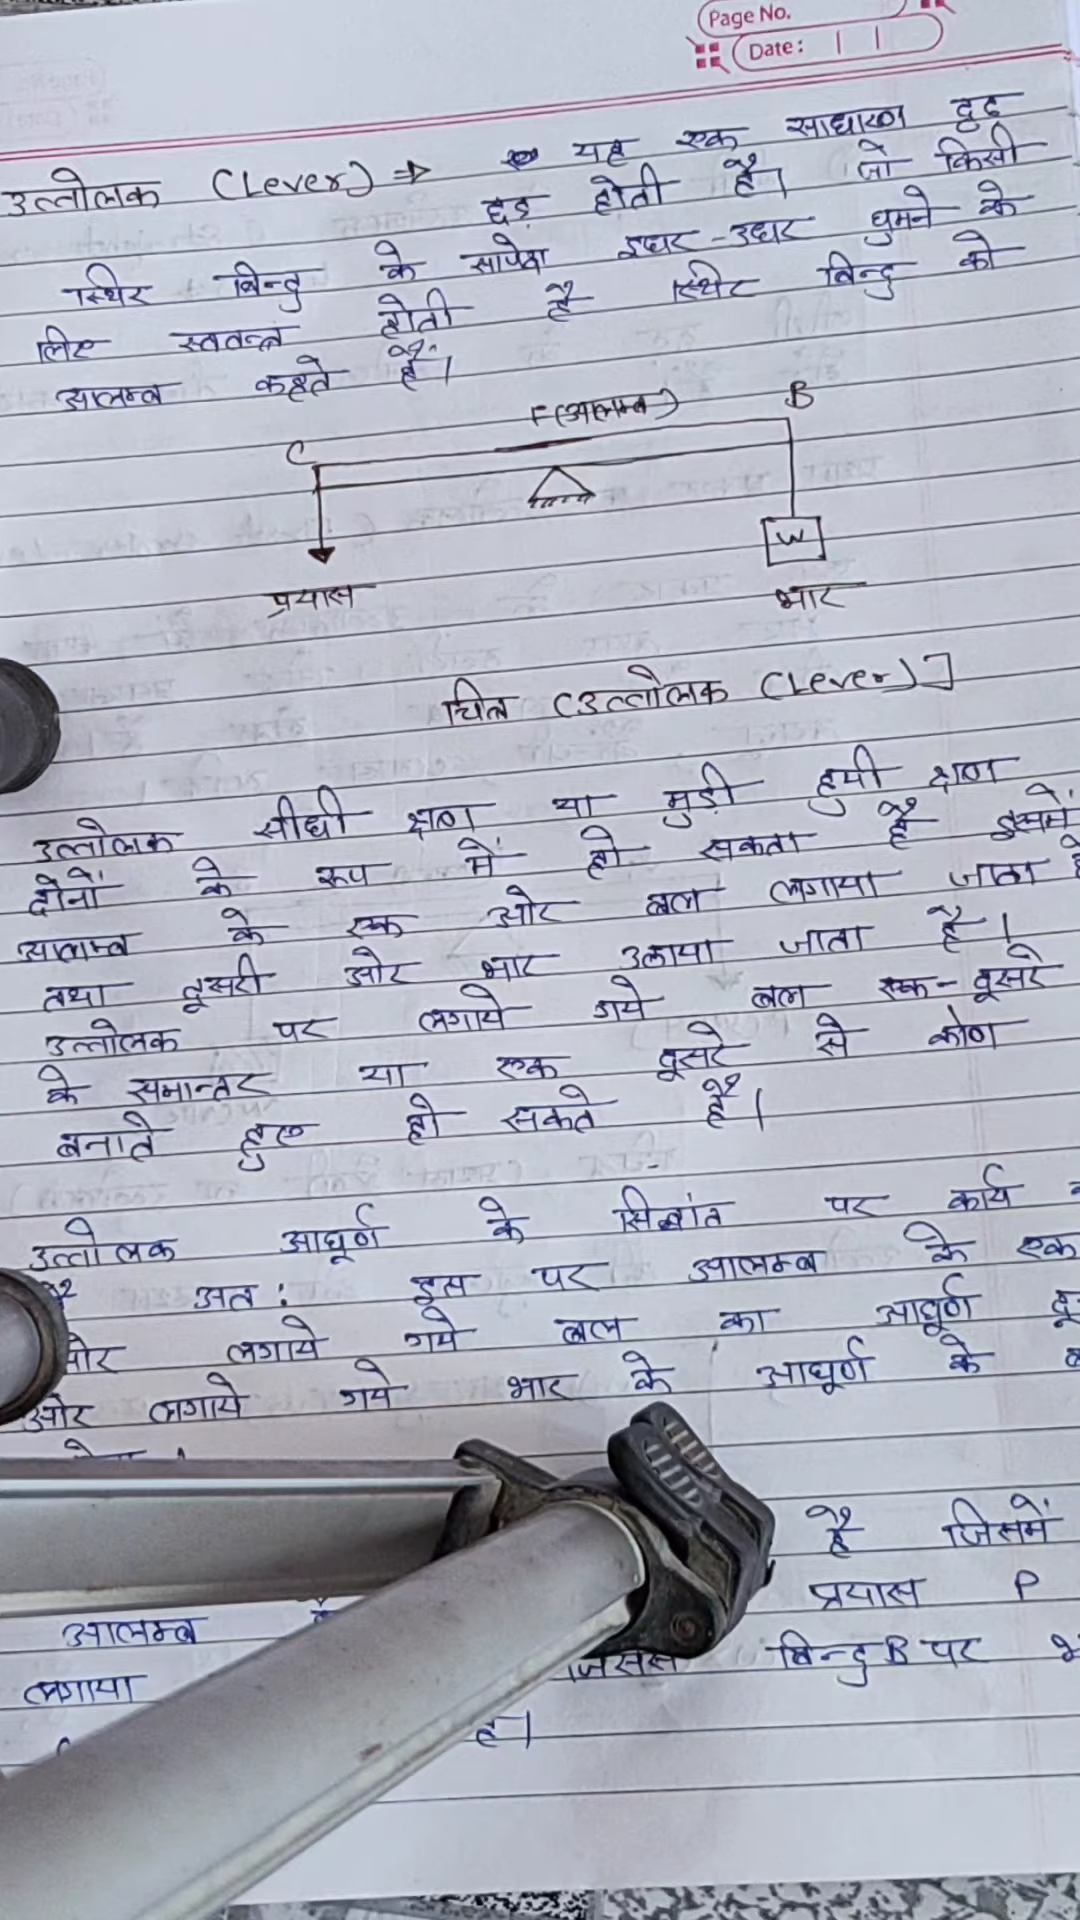 Page No.
Date:
उत्तोलक (Lever) ⇒ यह एक साधारण दृढ़
छड़ होती है। जो किसी
स्थिर बिन्दु के सापेक्ष इधर-उधर घुमने के
लिए स्वतन्त्र होती है स्थिर बिन्दु को
आलम्ब कहते हैं।
F(आलम्ब) B
C
W
प्रयास भार
चित्र (उत्तोलक (Lever)]
उत्तोलक सीधी या मुड़ी हुयी
दोनों के रूप में हो सकता है इसमें
आलम्ब के एक ओर बल लगाया जाता
तथा दूसरी ओर भार उठाया जाता है।
उत्तोलक पर लगाये गये बल एक-दूसरे
के समान्तर या एक दूसरे से कोण
बनाते हुए हो सकते हैं।
उत्तोलक आघूर्ण के सिद्धांत पर कार्य
अत: इस पर आलम्ब के एक
लगाये गये बल का आघूर्ण
ओर लगाये गये भार के आघूर्ण के
है जिसमें
आलम्ब प्रयास P
लगाया बिन्दु B पर
है।